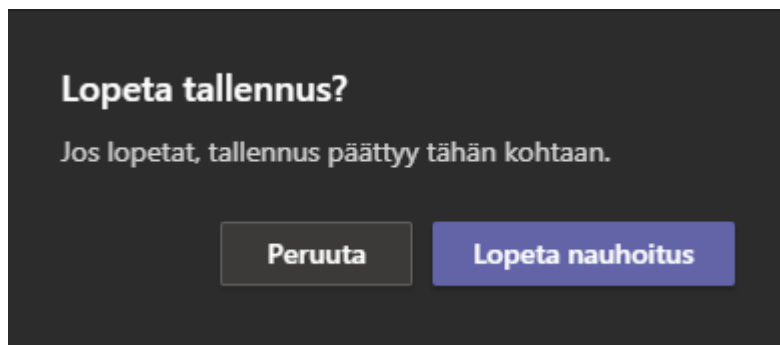 Lopeta tallennus?
Jos lopetat, tallennus päättyy tähän kohtaan.
Peruuta
Lopeta nauhoitus